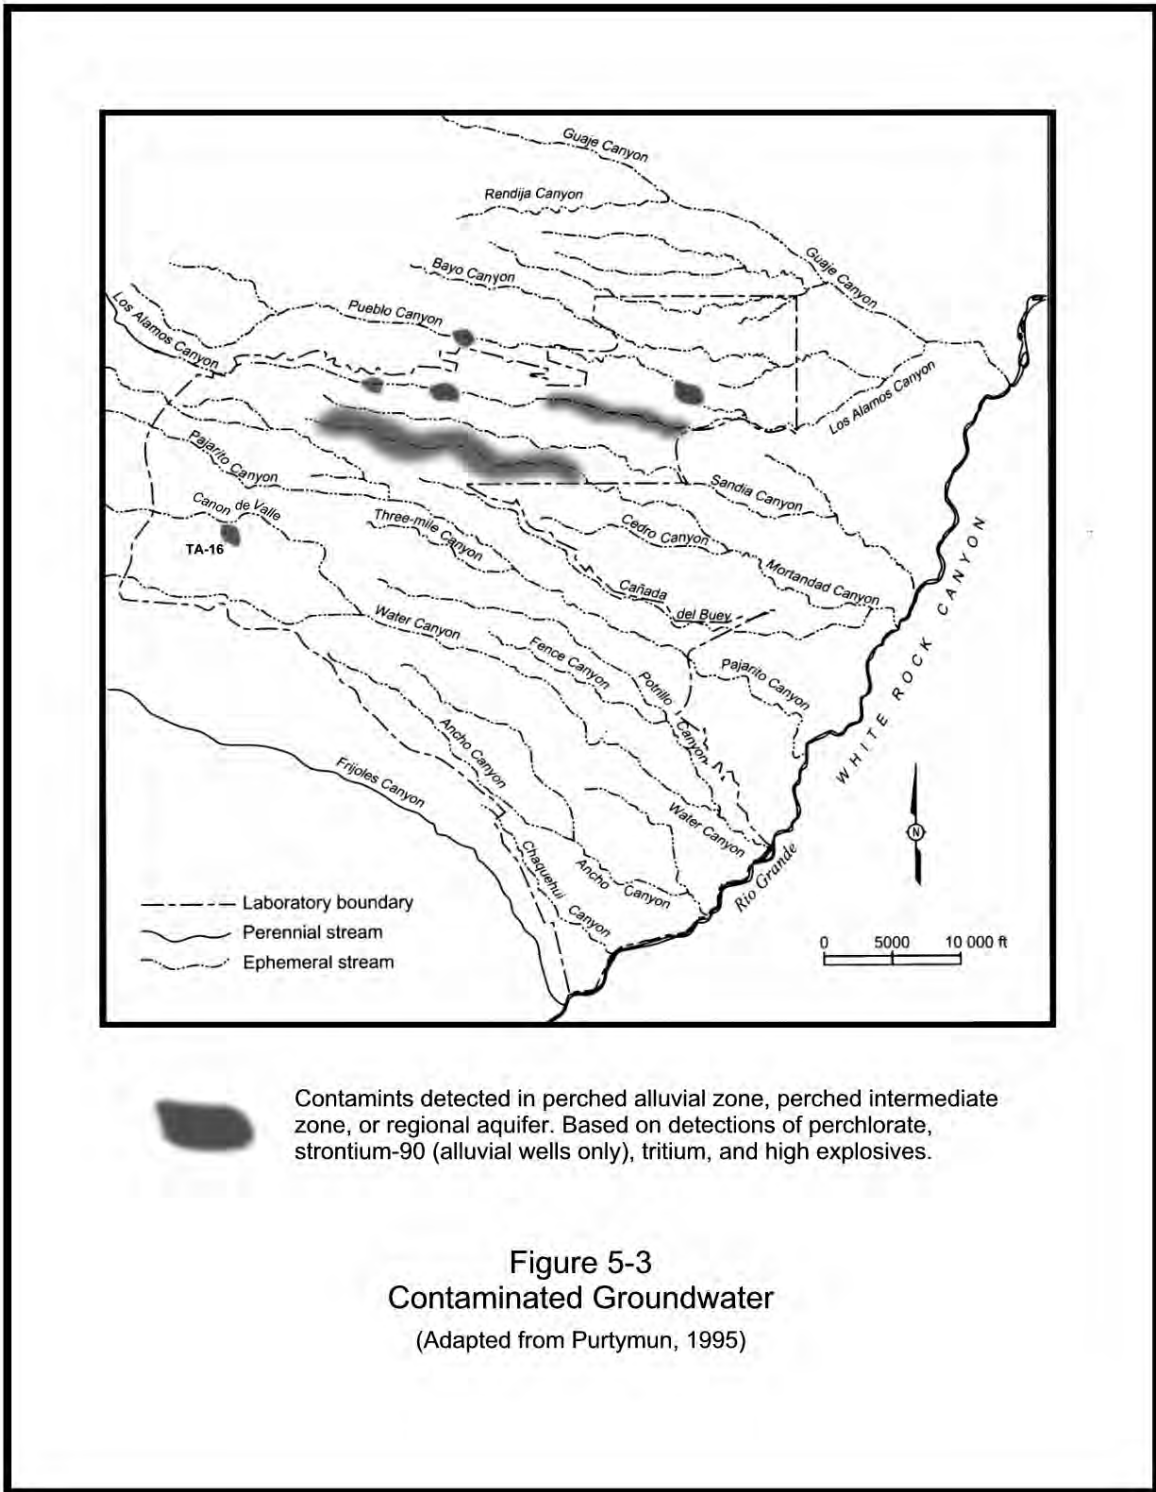 Guaje Canyon
Rendija Canyon
Guaje Canyon
Bayo Canyon
Pueblo Canyon
Los Alamos Canyon
Los Alamos Canyon
Pajarito Canyon
Sandia Canyon
Canon de Valle
Three-mile Canyon
Cedro Canyon
TA-16
Mortandad Canyon
Cañada
del Buey
Water Canyon
Fence Canyon
Potrillo
Canyon
Pajarito Canyon
WHITE ROCK CANYON
Ancho Canyon
Frijoles Canyon
Water Canyon
N
Chaquehui
Canyon
Ancho
Canyon
Rio Grande
Laboratory boundary
Perennial stream
Ephemeral stream
0 5000 10 000 ft
Contamints detected in perched alluvial zone, perched intermediate
zone, or regional aquifer. Based on detections of perchlorate,
strontium-90 (alluvial wells only), tritium, and high explosives.
Figure 5-3
Contaminated Groundwater
(Adapted from Purtymun, 1995)